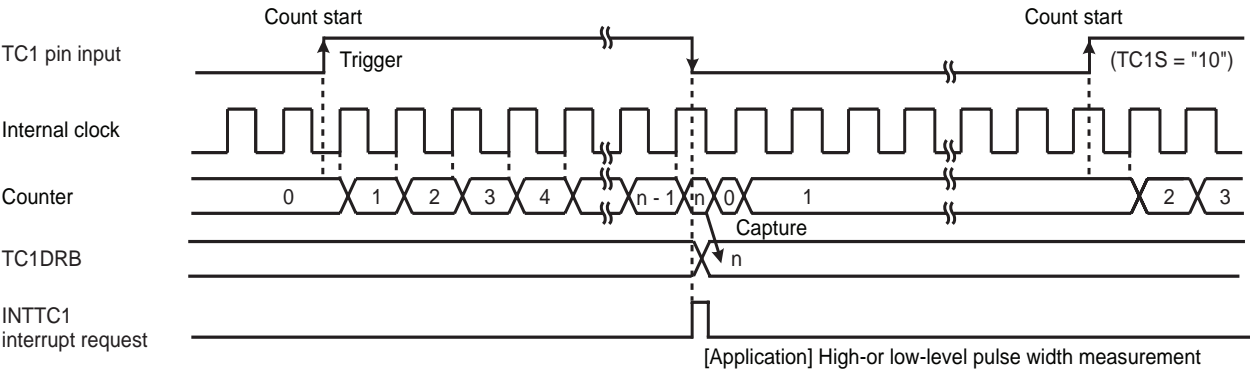 Count start
Count start
TC1 pin input
Trigger
(TC1S = "10")
Internal clock
Counter
0 1 2 3 4 n - 1 n 0 1 2 3
Capture
TC1DRB
n
INTTC1
interrupt request
[Application] High-or low-level pulse width measurement